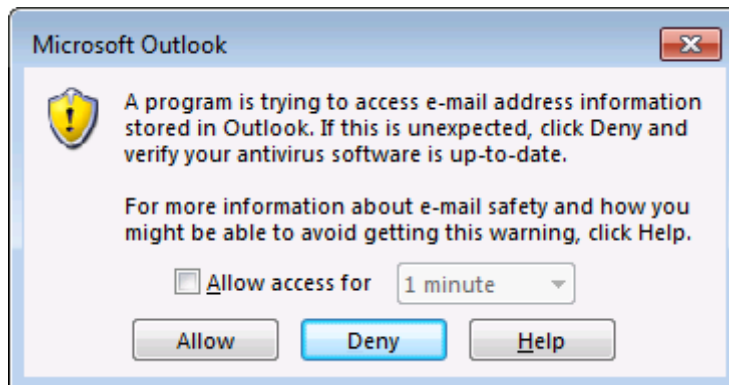 Microsoft Outlook
A program is trying to access e-mail address information
stored in Outlook. If this is unexpected, click Deny and
verify your antivirus software is up-to-date.
For more information about e-mail safety and how you
might be able to avoid getting this warning, click Help.
Allow access for 1 minute
Allow Deny Help